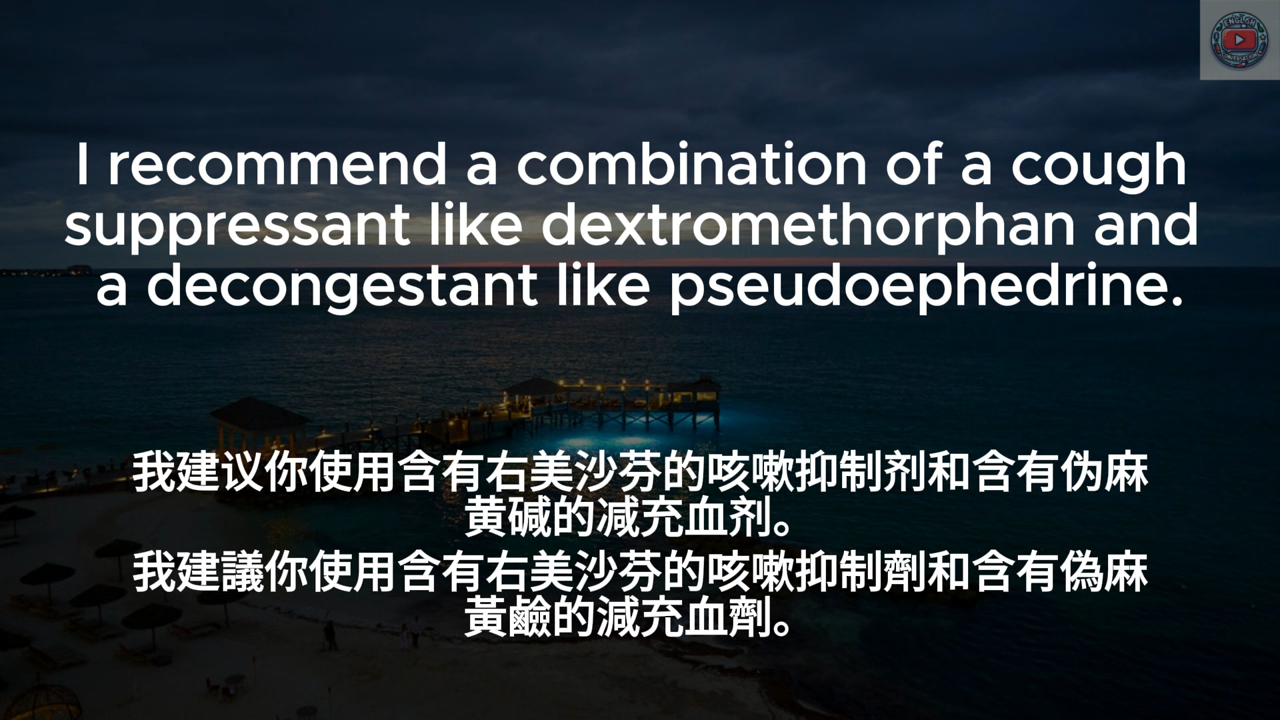 I recommend a combination of a cough
suppressant like dextromethorphan and
a decongestant like pseudoephedrine.
我建议你使用含有右美沙芬的咳嗽抑制剂和含有伪麻
黄碱的减充血剂。
我建議你使用含有右美沙芬的咳嗽抑制劑和含有偽麻
黃鹼的減充血劑。